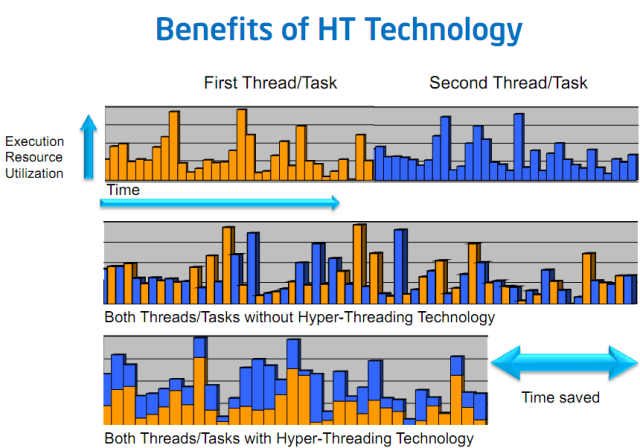 Benefits of HT Technology
First Thread/Task
Second Thread/Task
Execution
Resource
Utilization
Time
Both Threads/Tasks without Hyper-Threading Technology
Time saved
Both Threads/Tasks with Hyper-Threading Technology